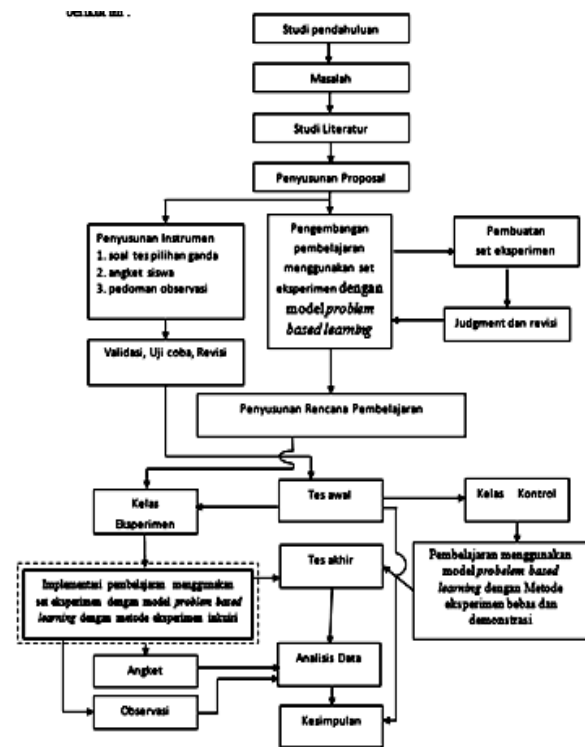 berikut ini :
Studi pendahuluan
Masalah
Studi Literatur
Penyusunan Proposal
Penyusunan Instrumen
1. soal tes pilihan ganda
2. angket siswa
3. pedoman observasi
Pengembangan
pembelajaran
menggunakan set
eksperimen dengan
model problem
based learning
Pembuatan
set eksperimen
Judgment dan revisi
Validasi, Uji coba, Revisi
Penyusunan Rencana Pembelajaran
Kelas
Eksperimen
Tes awal
Kelas Kontrol
Implementasi pembelajaran menggunakan
set eksperimen dengan model problem based
learning dengan metode eksperimen inkuiri
Tes akhir
Pembelajaran menggunakan
model probelem based
learning dengan Metode
eksperimen bebas dan
demonstrasi
Angket
Analisis Data
Observasi
Kesimpulan